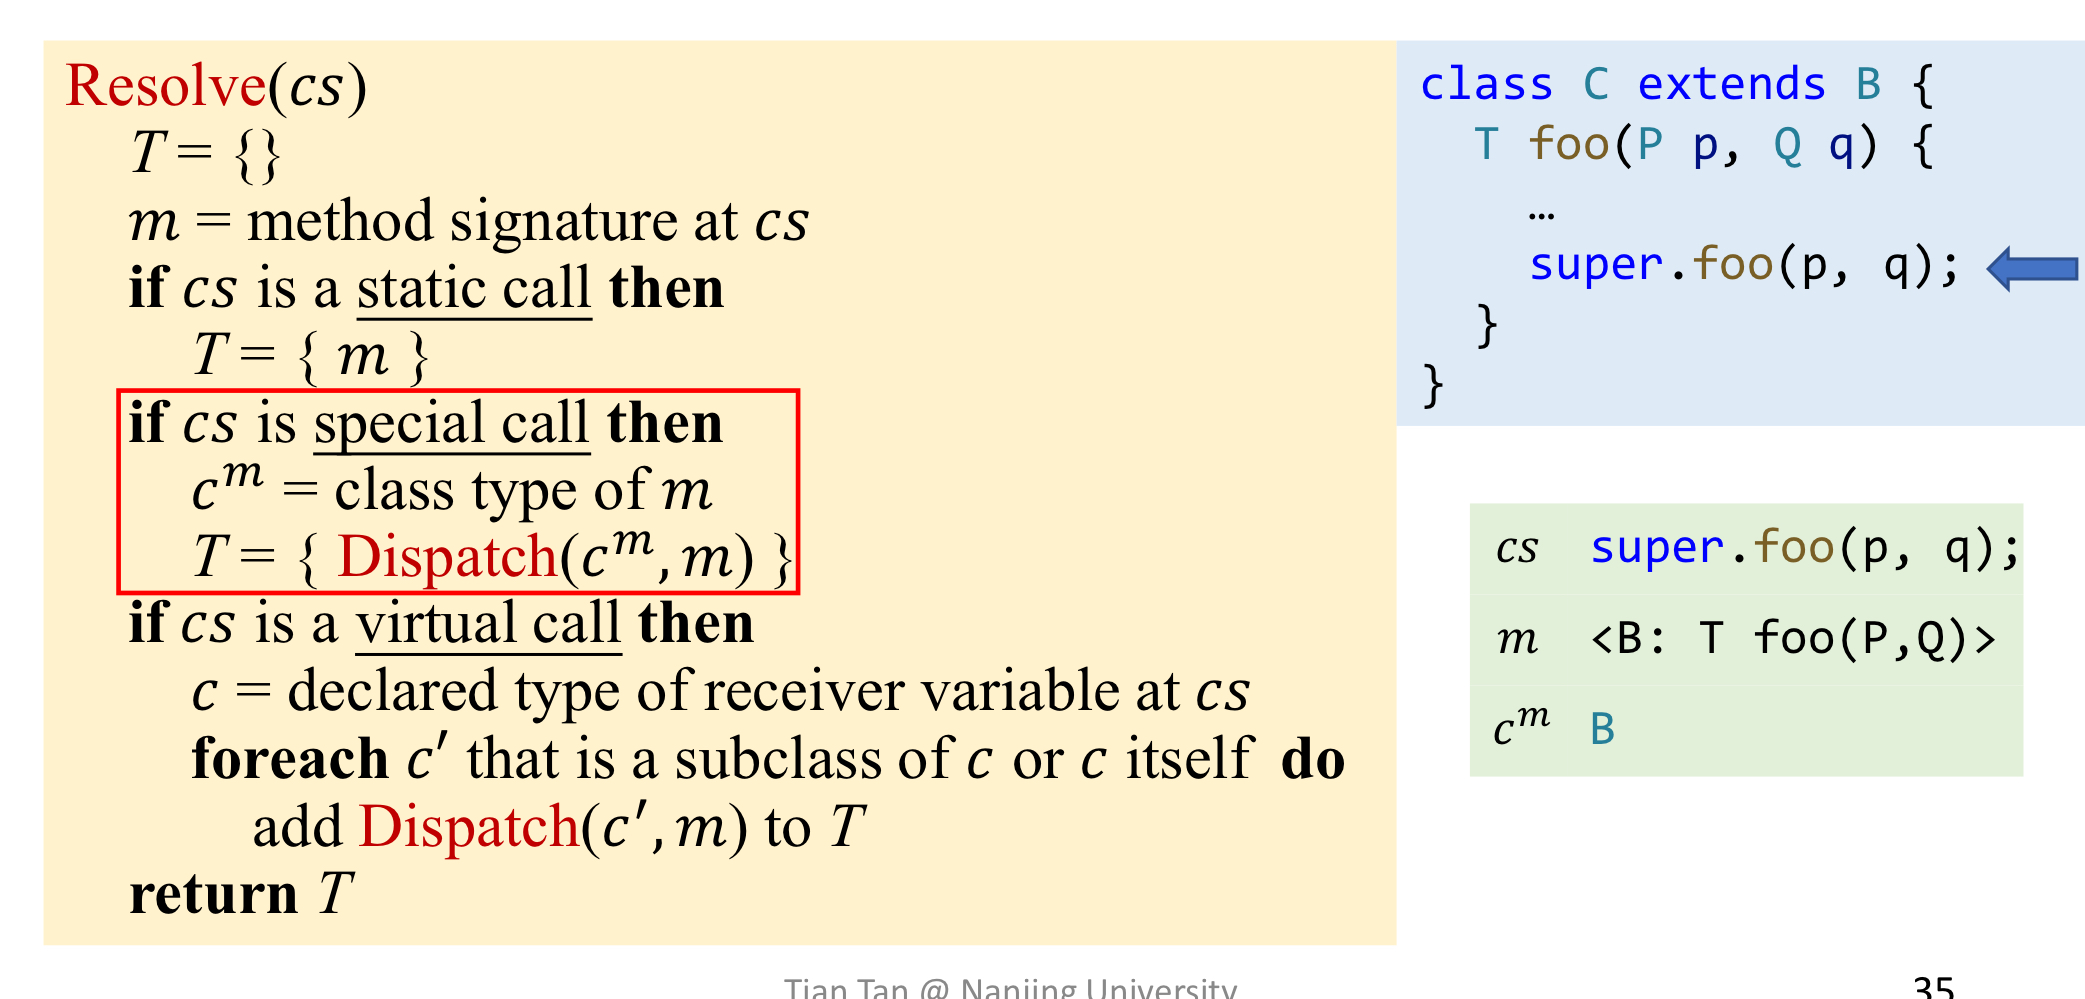 Resolve(cs)
T = {}
m = method signature at cs
if cs is a static call then
T = { m }
if cs is special call then
c^m = class type of m
T = { Dispatch(c^m, m) }
if cs is a virtual call then
c = declared type of receiver variable at cs
foreach c′ that is a subclass of c or c itself do
add Dispatch(c′, m) to T
return T
class C extends B {
T foo(P p, Q q) {
…
super.foo(p, q);
}
}
cs super.foo(p, q);
m <B: T foo(P,Q)>
c^m B
Tian Tan @ Nanjing University
35